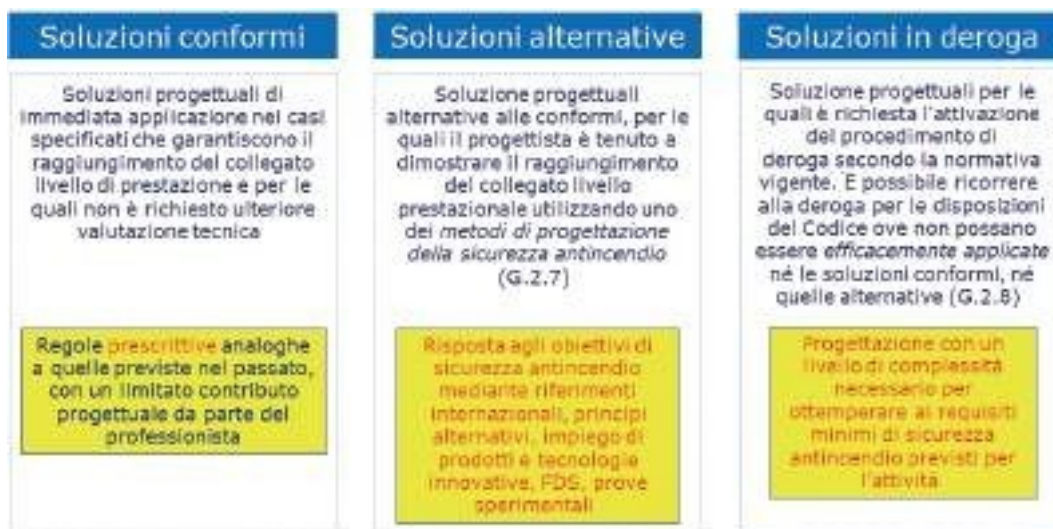 Soluzioni conformi
Soluzioni progettuali di
immediata applicazione nei casi
specificati che garantiscono il
raggiungimento del collegato
livello di prestazione e per le
quali non è richiesto ulteriore
valutazione tecnica
Regole prescrittive analoghe
a quelle previste nel passato,
con un limitato contributo
progettuale da parte del
professionista
Soluzioni alternative
Soluzione progettuali
alternative alle conformi, per le
quali il progettista è tenuto a
dimostrare il raggiungimento
del collegato livello
prestazionale utilizzando uno
dei metodi di progettazione
della sicurezza antincendio
(G.2.7)
Risposta agli obiettivi di
sicurezza antincendio
mediante riferimenti
internazionali, principi
alternativi, impiego di
prodotti e tecnologie
innovative, FDS, prove
sperimentali
Soluzioni in deroga
Soluzione progettuali per le
quali è richiesta l'attivazione
del procedimento di
deroga secondo la normativa
vigente. E possibile ricorrere
alla deroga per le disposizioni
del Codice ove non possano
essere efficacemente applicate
né le soluzioni conformi, né
quelle alternative (G.2.8)
Progettazione con un
livello di complessità
necessario per
ottemperare ai requisiti
minimi di sicurezza
antincendio previsti per
l'attività